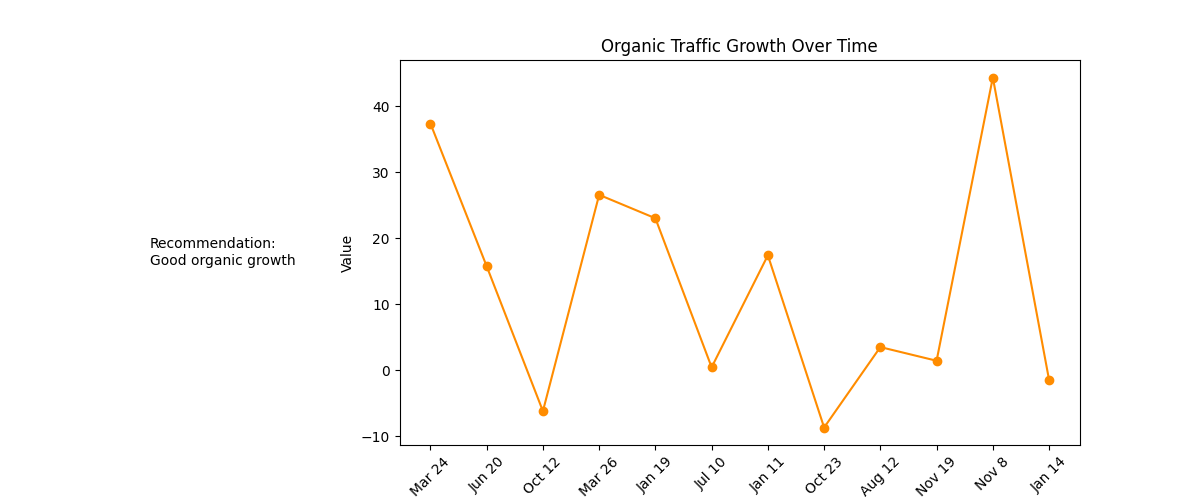 Organic Traffic Growth Over Time
Recommendation:
Good organic growth
Value
40
30
20
10
0
−10
Mar 24
Jun 20
Oct 12
Mar 26
Jan 19
Jul 10
Jan 11
Oct 23
Aug 12
Nov 19
Nov 8
Jan 14